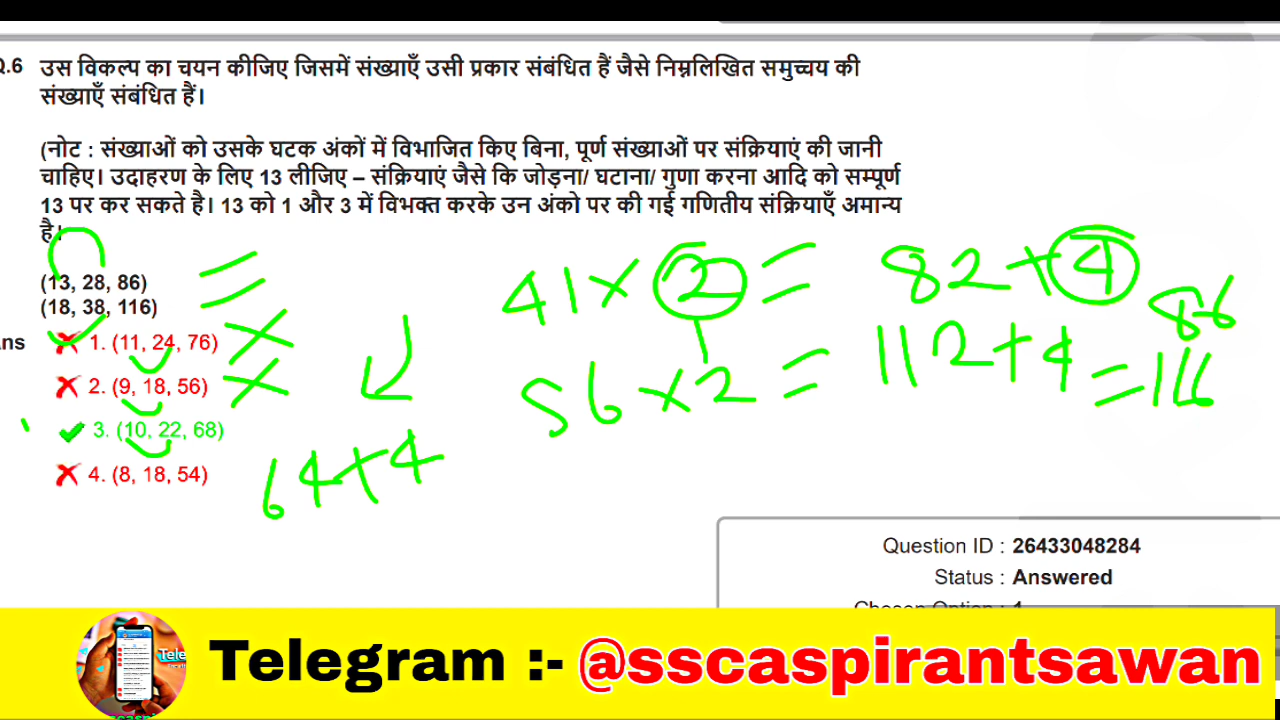 Q.6 उस विकल्प का चयन कीजिए जिसमें संख्याएँ उसी प्रकार संबंधित हैं जैसे निम्नलिखित समुच्चय की
संख्याएँ संबंधित हैं।
(नोट : संख्याओं को उसके घटक अंकों में विभाजित किए बिना, पूर्ण संख्याओं पर संक्रियाएं की जानी
चाहिए। उदाहरण के लिए 13 लीजिए – संक्रियाएं जैसे कि जोड़ना/ घटाना/ गुणा करना आदि को सम्पूर्ण
13 पर कर सकते है। 13 को 1 और 3 में विभक्त करके उन अंको पर की गई गणितीय संक्रियाएँ अमान्य
है।
(13, 28, 86)
(18, 38, 116)
Ans 1. (11, 24, 76)
2. (9, 18, 56)
3. (10, 22, 68)
4. (8, 18, 54)
41 × 2 = 82 + 4
86
56 × 2 = 112 + 4 = 116
64 + 4
Question ID : 26433048284
Status : Answered
Chosen Option : 1
Telegram :- @sscaspirantsawan